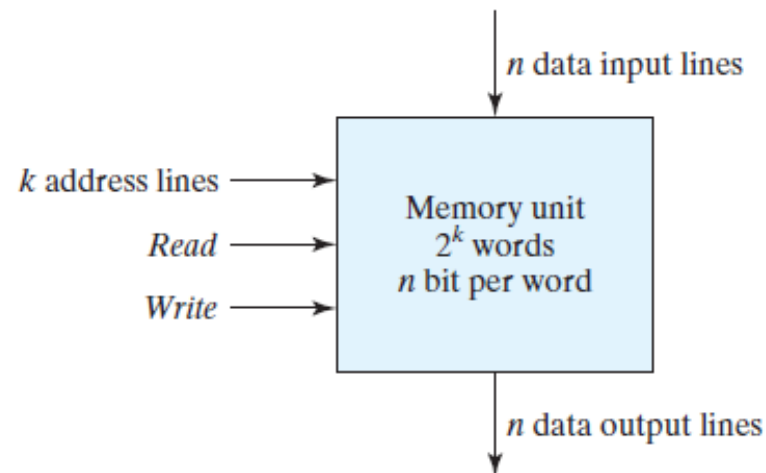 n data input lines
k address lines
Read
Write
Memory unit
2^k words
n bit per word
n data output lines